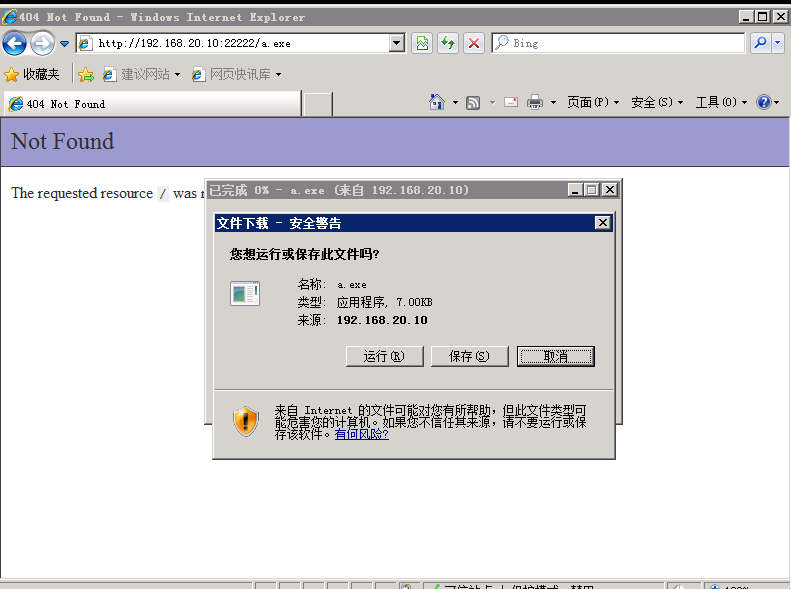 404 Not Found - Windows Internet Explorer
http://192.168.20.10:22222/a.exe
Bing
收藏夹 建议网站 网页快讯库
404 Not Found
页面(P) 安全(S) 工具(O)
Not Found
The requested resource / was
已完成 0% - a.exe (来自 192.168.20.10)
文件下载 - 安全警告
您想运行或保存此文件吗?
名称: a.exe
类型: 应用程序, 7.00KB
来源: 192.168.20.10
运行(R) 保存(S) 取消
来自 Internet 的文件可能对您有所帮助，但此文件类型可
能危害您的计算机。如果您不信任其来源，请不要运行或保
存该软件。有何风险?